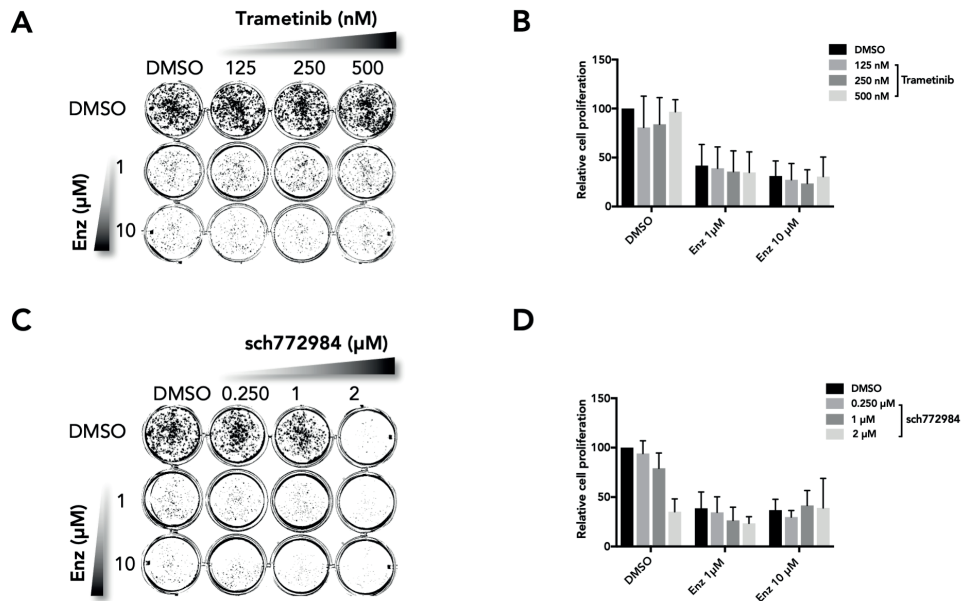 A
Trametinib (nM)
DMSO 125 250 500
DMSO
1
10
Enz (µM)
B
DMSO
125 nM
250 nM
500 nM
Trametinib
Relative cell proliferation
150
100
50
0
DMSO
Enz 1µM
Enz 10 µM
C
sch772984 (µM)
DMSO 0.250 1 2
DMSO
1
10
Enz (µM)
D
DMSO
0.250 µM
1 µM
2 µM
sch772984
Relative cell proliferation
150
100
50
0
DMSO
Enz 1µM
Enz 10 µM